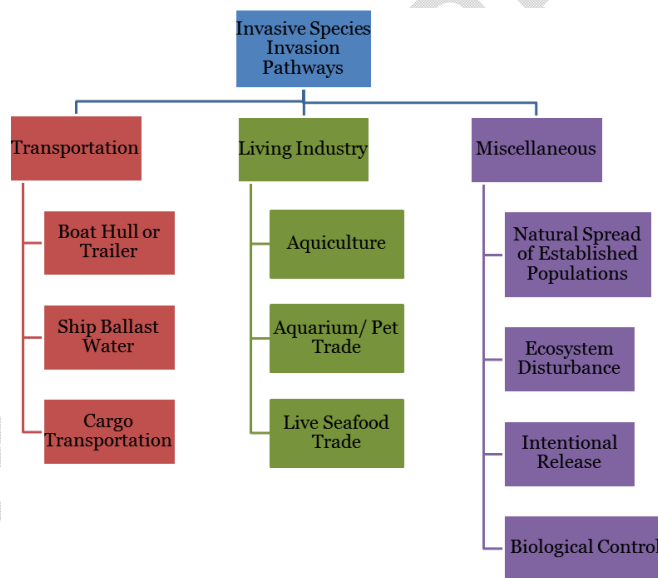 Invasive Species
Invasion
Pathways
Transportation
Boat Hull or
Trailer
Ship Ballast
Water
Cargo
Transportation
Living Industry
Aquiculture
Aquarium/ Pet
Trade
Live Seafood
Trade
Miscellaneous
Natural Spread
of Established
Populations
Ecosystem
Disturbance
Intentional
Release
Biological Control